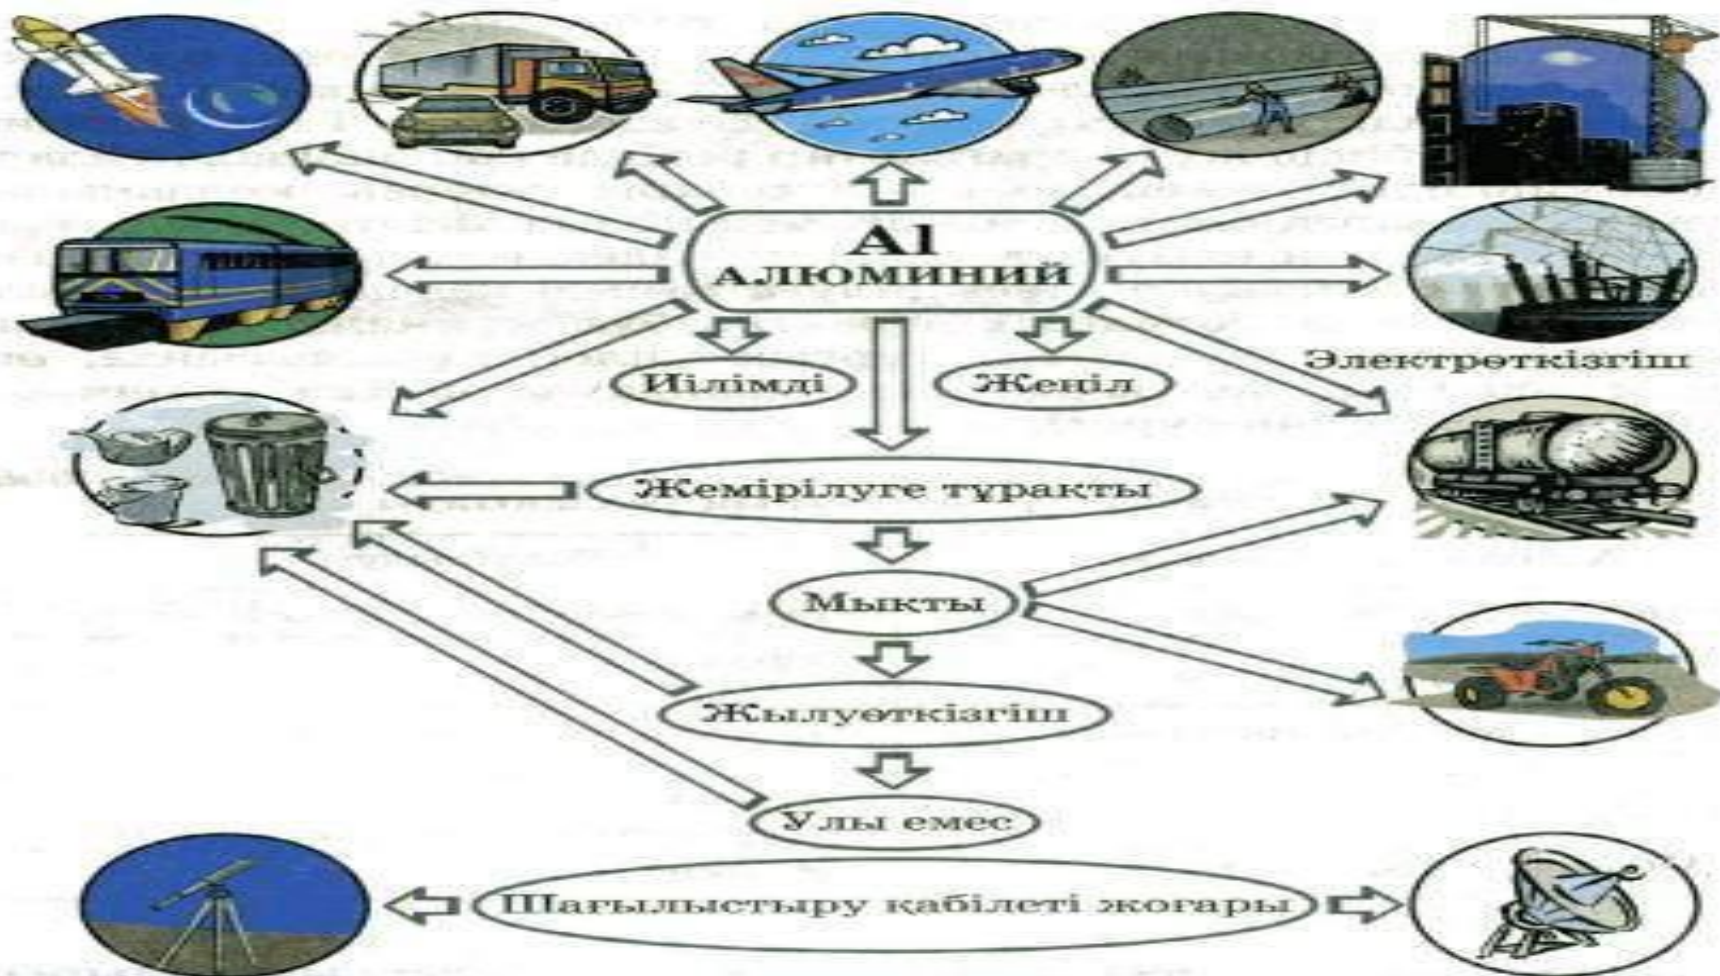 Al
АЛЮМИНИЙ
Электрөткізгіш
Иілімді
Жеңіл
Жемірілуге тұрақты
Мықты
Жылуөткізгіш
Улы емес
Шағылыстыру қабілеті жоғары